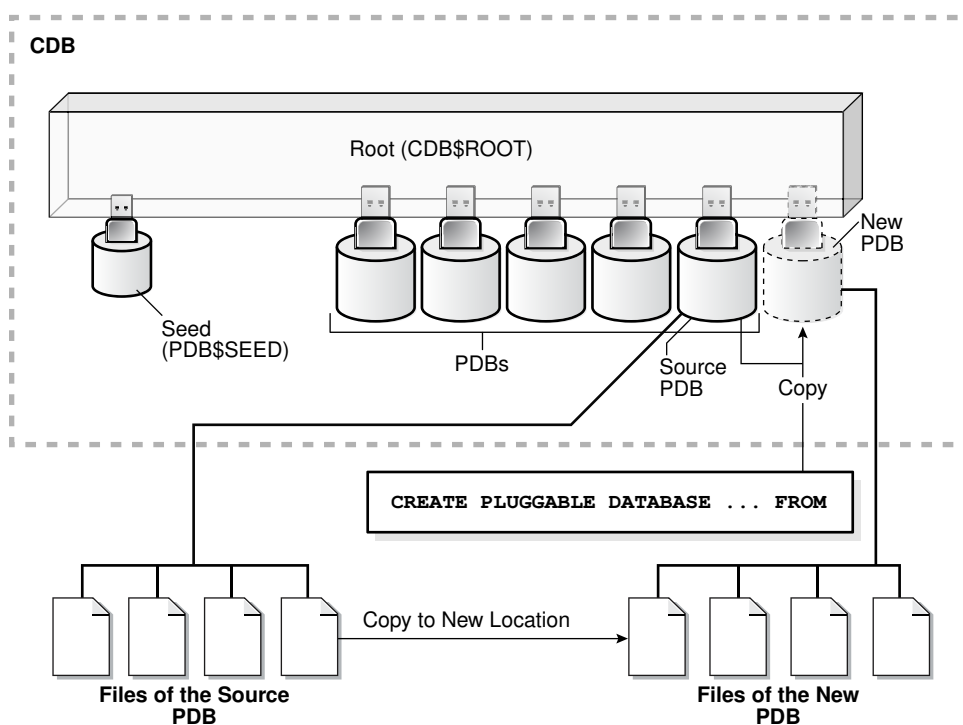 CDB
Root (CDB$ROOT)
New
PDB
Seed
(PDB$SEED)
PDBs
Source
PDB
Copy
CREATE PLUGGABLE DATABASE ... FROM
Copy to New Location
Files of the Source
PDB
Files of the New
PDB